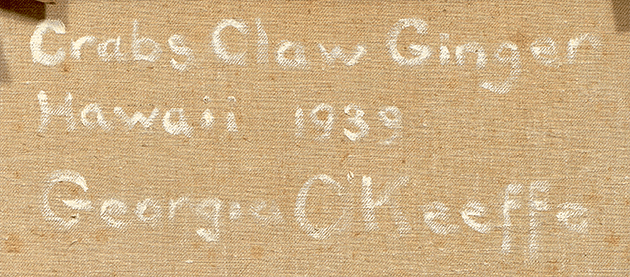 Crabs Claw Ginger
Hawaii 1939
Georgia O'Keeffe